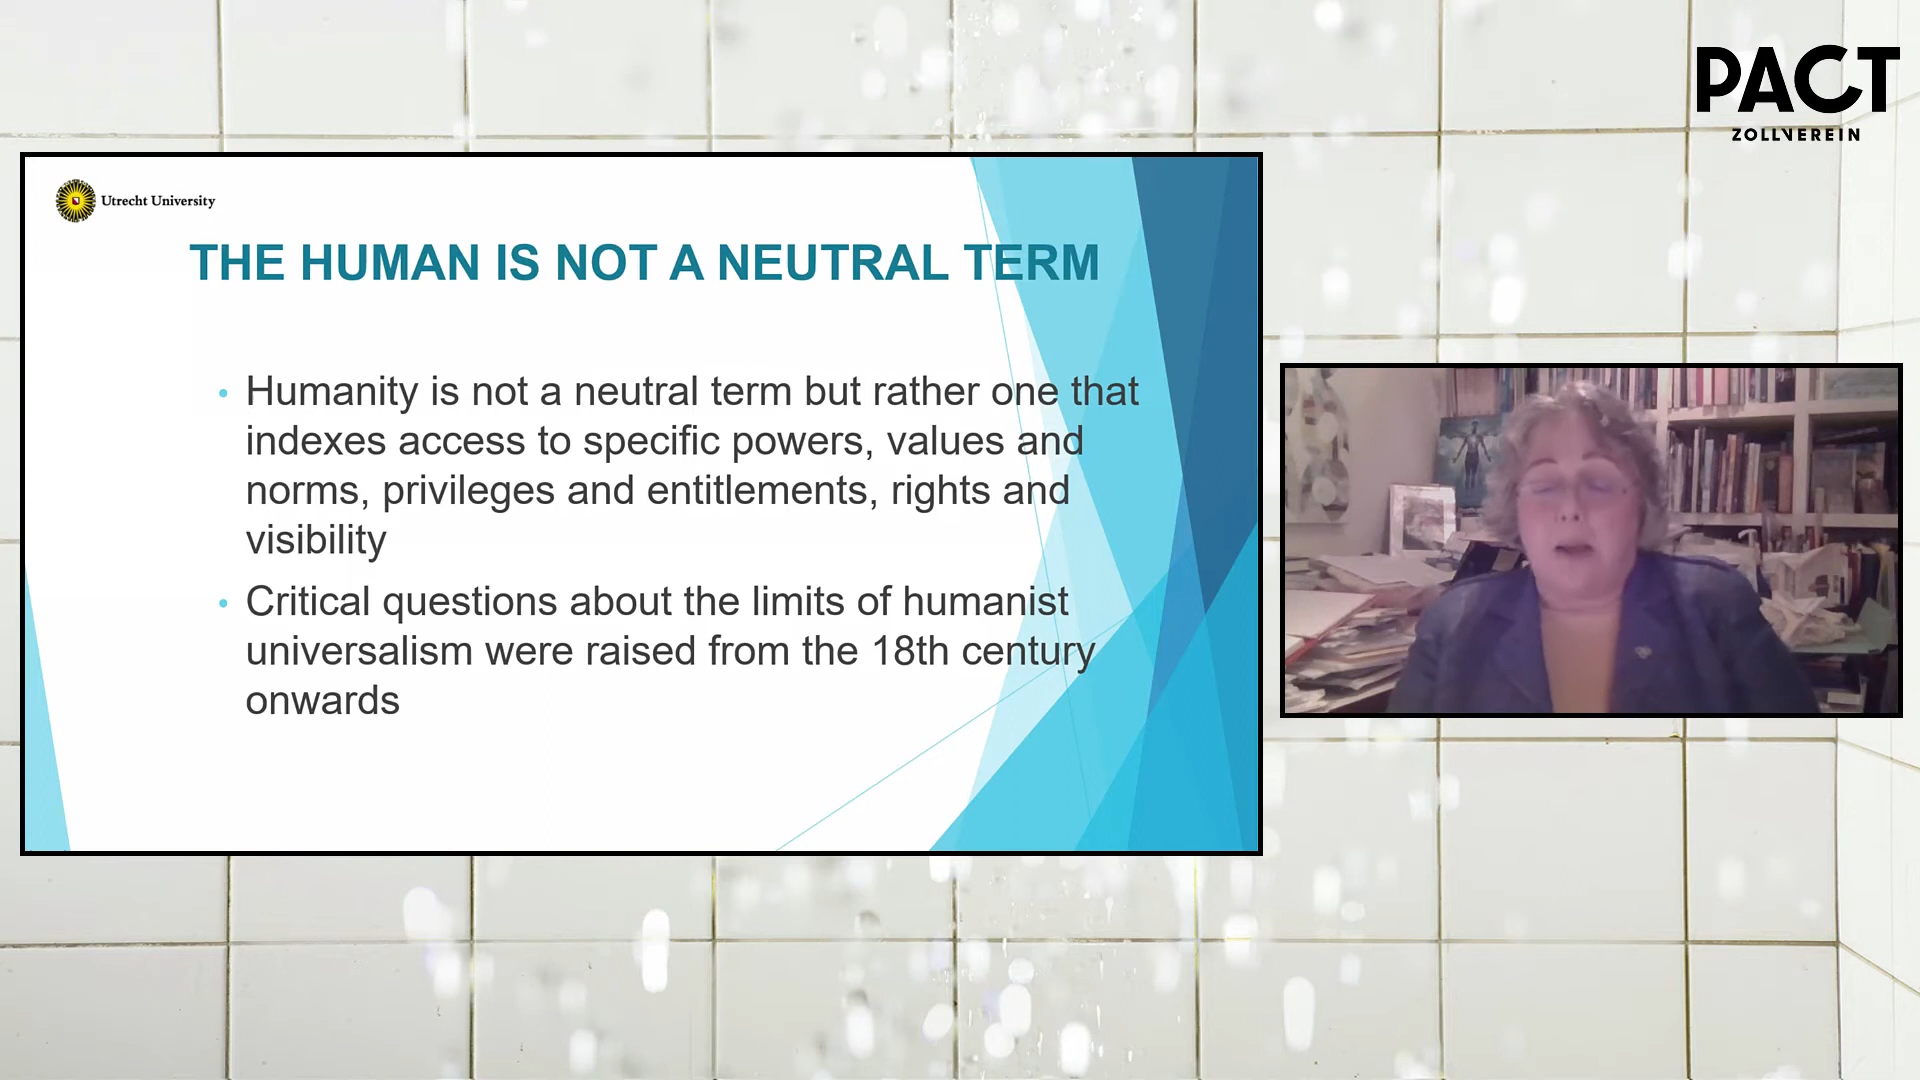 PACT
ZOLLVEREIN
Utrecht University
THE HUMAN IS NOT A NEUTRAL TERM
• Humanity is not a neutral term but rather one that
indexes access to specific powers, values and
norms, privileges and entitlements, rights and
visibility
• Critical questions about the limits of humanist
universalism were raised from the 18th century
onwards